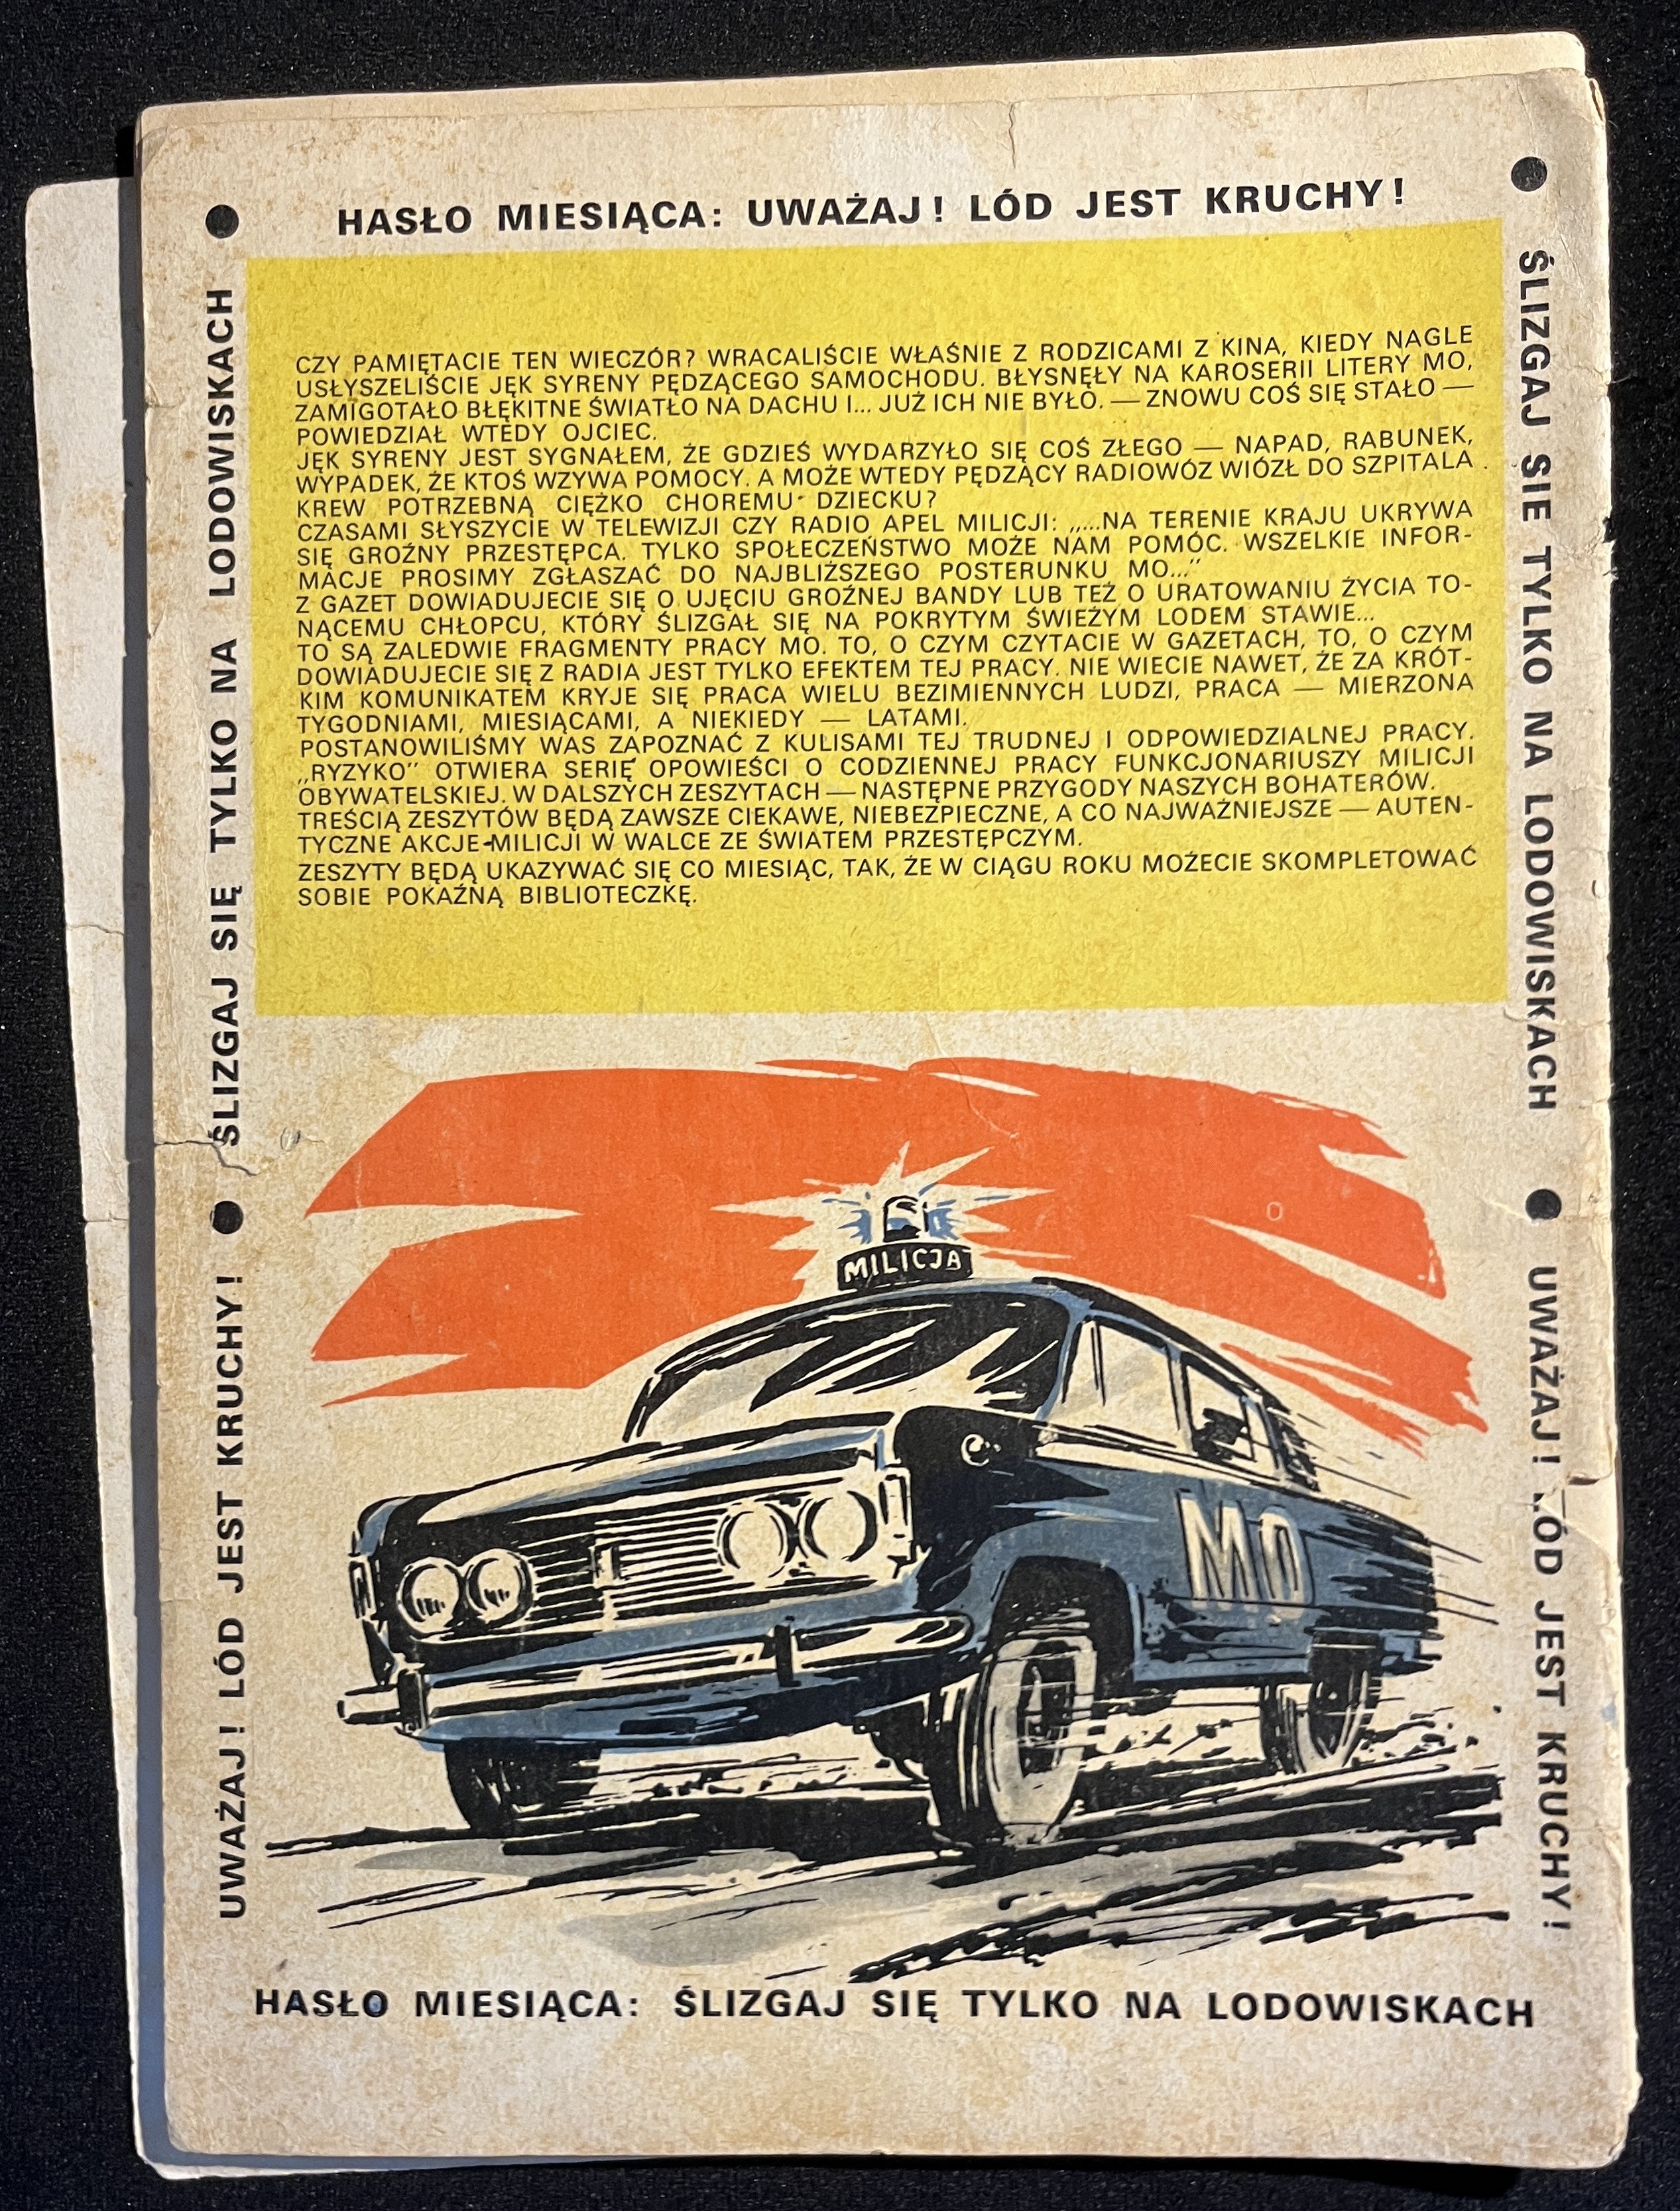 HASŁO MIESIĄCA: UWAŻAJ! LÓD JEST KRUCHY!
CZY PAMIĘTACIE TEN WIECZÓR? WRACALIŚCIE WŁAŚNIE Z RODZICAMI Z KINA, KIEDY NAGLE
USŁYSZELIŚCIE JĘK SYRENY PĘDZĄCEGO SAMOCHODU. BŁYSNĘŁY NA KAROSERII LITERY MO,
ZAMIGOTAŁO BŁĘKITNE ŚWIATŁO NA DACHU I... JUŻ ICH NIE BYŁO. — ZNOWU COŚ SIĘ STAŁO —
POWIEDZIAŁ WTEDY OJCIEC.
JĘK SYRENY JEST SYGNAŁEM, ŻE GDZIEŚ WYDARZYŁO SIĘ COŚ ZŁEGO — NAPAD, RABUNEK,
WYPADEK, ŻE KTOŚ WZYWA POMOCY. A MOŻE WTEDY PĘDZĄCY RADIOWÓZ WIÓZŁ DO SZPITALA
KREW POTRZEBNĄ CIĘŻKO CHOREMU DZIECKU?
CZASAMI SŁYSZYCIE W TELEWIZJI CZY RADIO APEL MILICJI: „...NA TERENIE KRAJU UKRYWA
SIĘ GROŹNY PRZESTĘPCA. TYLKO SPOŁECZEŃSTWO MOŻE NAM POMÓC. WSZELKIE INFOR-
MACJE PROSIMY ZGŁASZAĆ DO NAJBLIŻSZEGO POSTERUNKU MO...”
Z GAZET DOWIADUJECIE SIĘ O UJĘCIU GROŹNEJ BANDY LUB TEŻ O URATOWANIU ŻYCIA TO-
NĄCEMU CHŁOPCU, KTÓRY ŚLIZGAŁ SIĘ NA POKRYTYM ŚWIEŻYM LODEM STAWIE...
TO SĄ ZALEDWIE FRAGMENTY PRACY MO. TO, O CZYM CZYTACIE W GAZETACH, TO, O CZYM
DOWIADUJECIE SIĘ Z RADIA JEST TYLKO EFEKTEM TEJ PRACY. NIE WIECIE NAWET, ŻE ZA KRÓT-
KIM KOMUNIKATEM KRYJE SIĘ PRACA WIELU BEZIMIENNYCH LUDZI, PRACA — MIERZONA
TYGODNIAMI, MIESIĄCAMI, A NIEKIEDY — LATAMI.
POSTANOWILIŚMY WAS ZAPOZNAĆ Z KULISAMI TEJ TRUDNEJ I ODPOWIEDZIALNEJ PRACY.
„RYZYKO” OTWIERA SERIĘ OPOWIEŚCI O CODZIENNEJ PRACY FUNKCJONARIUSZY MILICJI
OBYWATELSKIEJ. W DALSZYCH ZESZYTACH — NASTĘPNE PRZYGODY NASZYCH BOHATERÓW.
TREŚCIĄ ZESZYTÓW BĘDĄ ZAWSZE CIEKAWE, NIEBEZPIECZNE, A CO NAJWAŻNIEJSZE — AUTEN-
TYCZNE AKCJE MILICJI W WALCE ZE ŚWIATEM PRZESTĘPCZYM.
ZESZYTY BĘDĄ UKAZYWAĆ SIĘ CO MIESIĄC, TAK, ŻE W CIĄGU ROKU MOŻECIE SKOMPLETOWAĆ
SOBIE POKAŹNĄ BIBLIOTECZKĘ.
UWAŻAJ! LÓD JEST KRUCHY! ● ŚLIZGAJ SIĘ TYLKO NA LODOWISKACH ●
● ŚLIZGAJ SIĘ TYLKO NA LODOWISKACH ● UWAŻAJ! LÓD JEST KRUCHY!
MILICJA
MO
HASŁO MIESIĄCA: ŚLIZGAJ SIĘ TYLKO NA LODOWISKACH